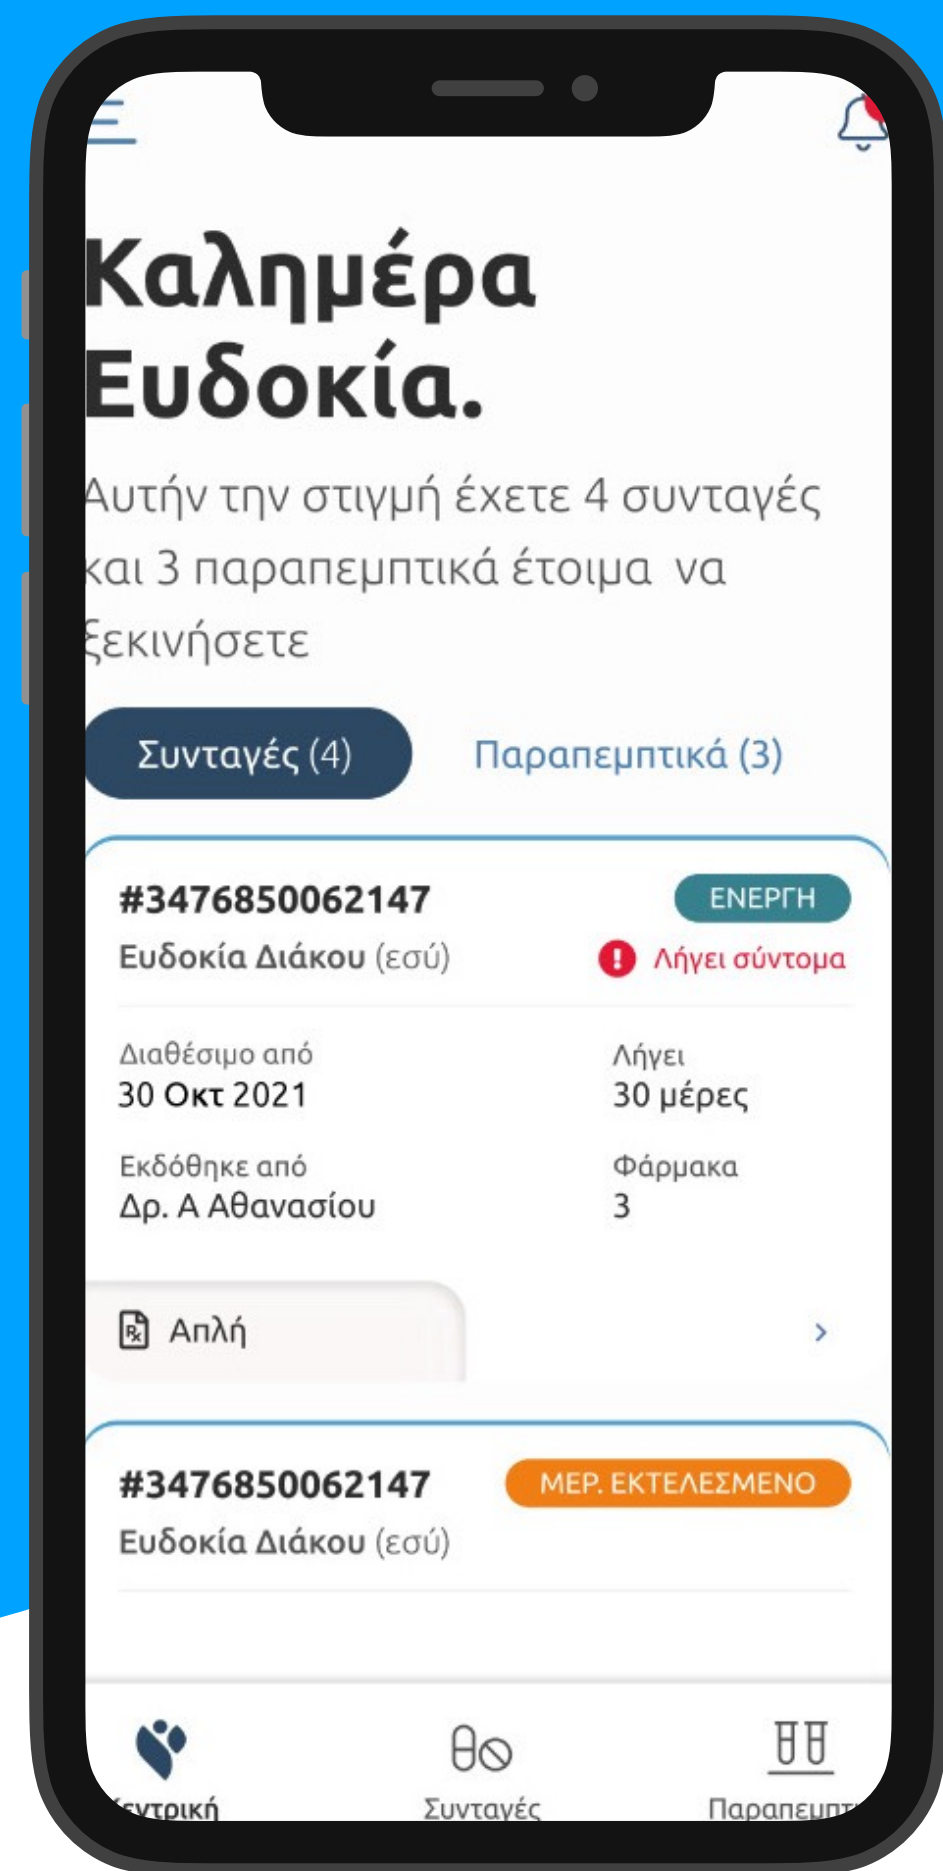 Καλημέρα
Ευδοκία.
Αυτήν την στιγμή έχετε 4 συνταγές
και 3 παραπεμπτικά έτοιμα να
ξεκινήσετε
Συνταγές (4) Παραπεμπτικά (3)
#3476850062147 ΕΝΕΡΓΗ
Ευδοκία Διάκου (εσύ) ! Λήγει σύντομα
Διαθέσιμο από Λήγει
30 Οκτ 2021 30 μέρες
Εκδόθηκε από Φάρμακα
Δρ. Α Αθανασίου 3
Rx Απλή
#3476850062147 ΜΕΡ. ΕΚΤΕΛΕΣΜΕΝΟ
Ευδοκία Διάκου (εσύ)
Κεντρική Συνταγές